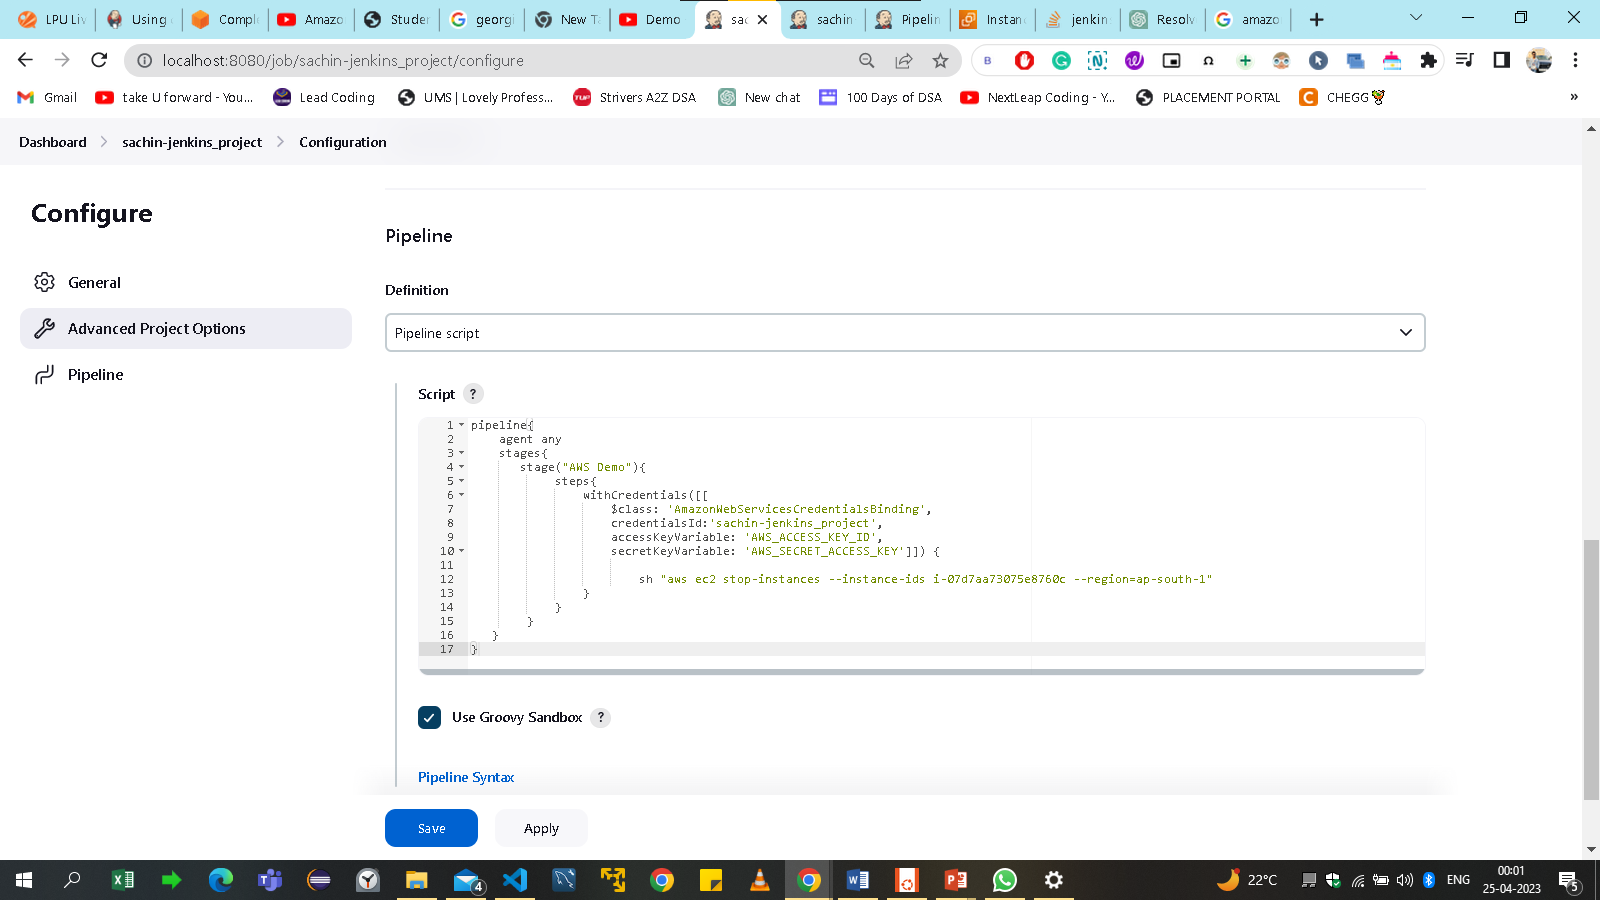 LPU Liv
Using
Compl
Amazo
Studer
georgi
New T
Demo
sac
sachin
Pipelin
Instan
jenkin
Resolv
amazo
localhost:8080/job/sachin-jenkins_project/configure
Gmail
take U forward - You...
Lead Coding
UMS | Lovely Profess...
Strivers A2Z DSA
New chat
100 Days of DSA
NextLeap Coding - Y...
PLACEMENT PORTAL
CHEGG
»
Dashboard
sachin-jenkins_project
Configuration
Configure
General
Advanced Project Options
Pipeline
Pipeline
Definition
Pipeline script
Script ?
1 pipeline{
2 agent any
3 stages{
4 stage("AWS Demo"){
5 steps{
6 withCredentials([[
7 $class: 'AmazonWebServicesCredentialsBinding',
8 credentialsId:'sachin-jenkins_project',
9 accessKeyVariable: 'AWS_ACCESS_KEY_ID',
10 secretKeyVariable: 'AWS_SECRET_ACCESS_KEY']]) {
11
12 sh "aws ec2 stop-instances --instance-ids i-07d7aa73075e8760c --region=ap-south-1"
13 }
14 }
15 }
16 }
17 }
Use Groovy Sandbox ?
Pipeline Syntax
Save
Apply
4
22°C
ENG
00:01
25-04-2023
5